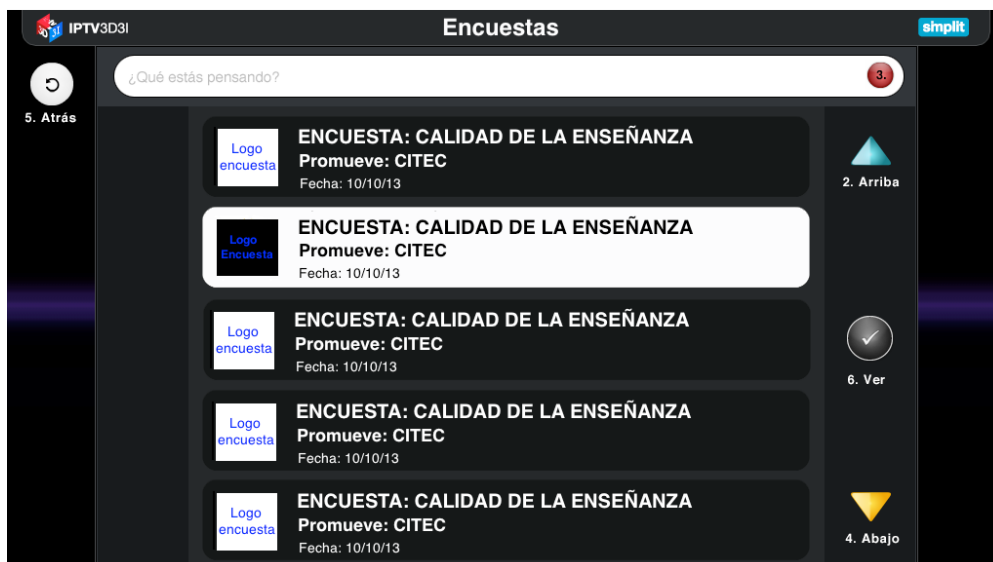 IPTV3D3I
Encuestas
simplit
¿Qué estás pensando?
3.
5. Atrás
Logo
encuesta
ENCUESTA: CALIDAD DE LA ENSEÑANZA
Promueve: CITEC
Fecha: 10/10/13
2. Arriba
Logo
Encuesta
ENCUESTA: CALIDAD DE LA ENSEÑANZA
Promueve: CITEC
Fecha: 10/10/13
Logo
encuesta
ENCUESTA: CALIDAD DE LA ENSEÑANZA
Promueve: CITEC
Fecha: 10/10/13
6. Ver
Logo
encuesta
ENCUESTA: CALIDAD DE LA ENSEÑANZA
Promueve: CITEC
Fecha: 10/10/13
Logo
encuesta
ENCUESTA: CALIDAD DE LA ENSEÑANZA
Promueve: CITEC
Fecha: 10/10/13
4. Abajo